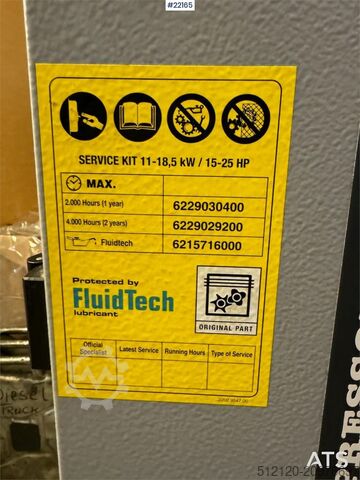 #22165
SERVICE KIT 11-18,5 kW / 15-25 HP
MAX.
2.000 Hours (1 year) 6229030400
4.000 Hours (2 years) 6229029200
Fluidtech 6215716000
Protected by
FluidTech
lubricant
ORIGINAL PART
Official Specialist Latest Service Running Hours Type of Service
DIESEL
TRUCK
ATS